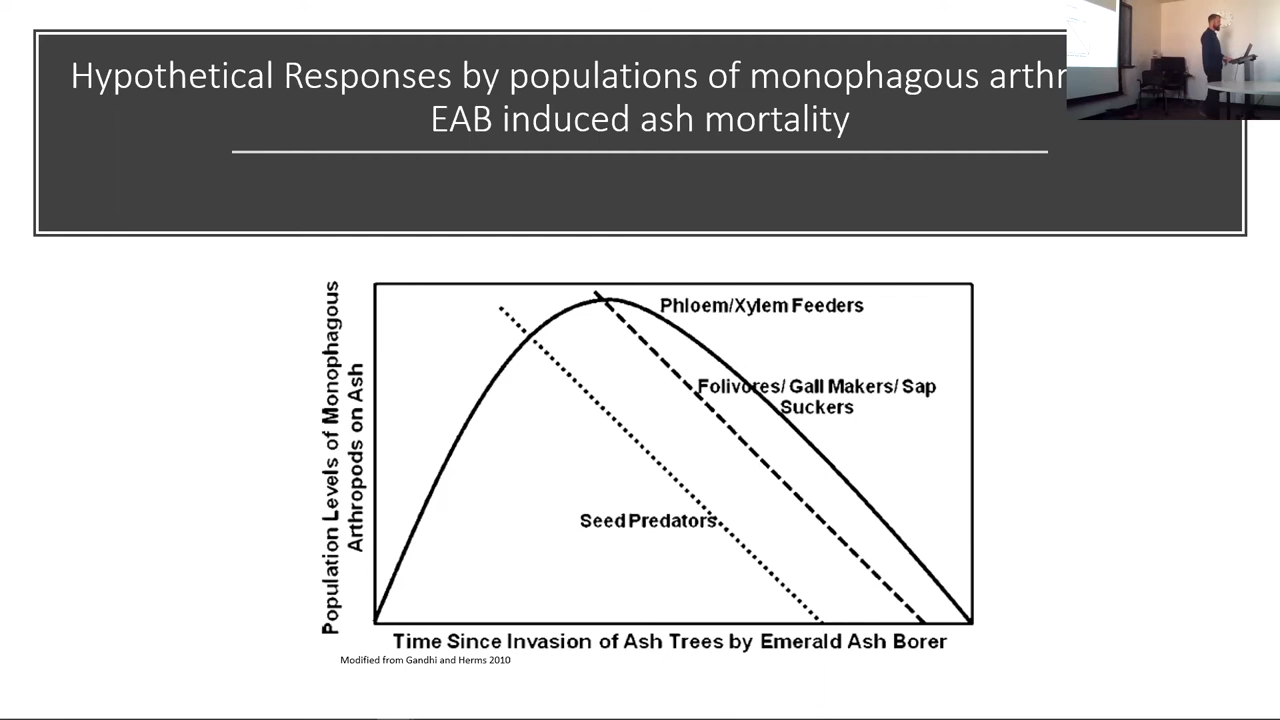 Hypothetical Responses by populations of monophagous
EAB induced ash mortality
Population Levels of Monophagous
Arthropods on Ash
Phloem/Xylem Feeders
Folivores/ Gall Makers/ Sap
Suckers
Seed Predators
Time Since Invasion of Ash Trees by Emerald Ash Borer
Modified from Gandhi and Herms 2010